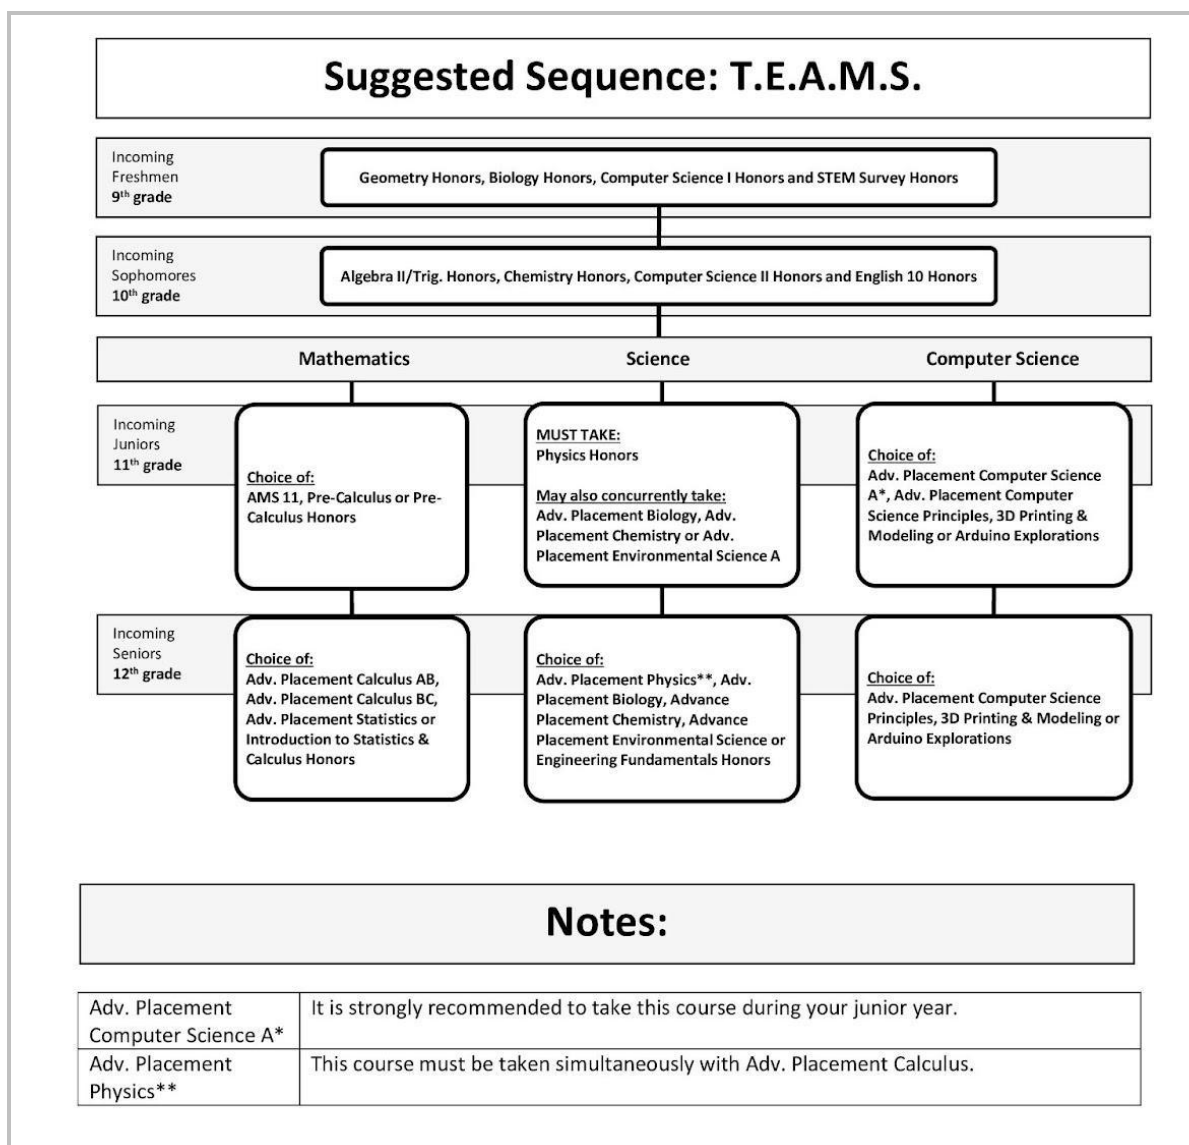 Suggested Sequence: T.E.A.M.S.
Incoming
Freshmen
9th grade
Geometry Honors, Biology Honors, Computer Science I Honors and STEM Survey Honors
Incoming
Sophomores
10th grade
Algebra II/Trig. Honors, Chemistry Honors, Computer Science II Honors and English 10 Honors
Mathematics
Science
Computer Science
Incoming
Juniors
11th grade
Choice of:
AMS 11, Pre-Calculus or Pre-
Calculus Honors
MUST TAKE:
Physics Honors
May also concurrently take:
Adv. Placement Biology, Adv.
Placement Chemistry or Adv.
Placement Environmental Science A
Choice of:
Adv. Placement Computer Science
A*, Adv. Placement Computer
Science Principles, 3D Printing &
Modeling or Arduino Explorations
Incoming
Seniors
12th grade
Choice of:
Adv. Placement Calculus AB,
Adv. Placement Calculus BC,
Adv. Placement Statistics or
Introduction to Statistics &
Calculus Honors
Choice of:
Adv. Placement Physics**, Adv.
Placement Biology, Advance
Placement Chemistry, Advance
Placement Environmental Science or
Engineering Fundamentals Honors
Choice of:
Adv. Placement Computer Science
Principles, 3D Printing & Modeling or
Arduino Explorations
Notes:
Adv. Placement
Computer Science A*
It is strongly recommended to take this course during your junior year.
Adv. Placement
Physics**
This course must be taken simultaneously with Adv. Placement Calculus.